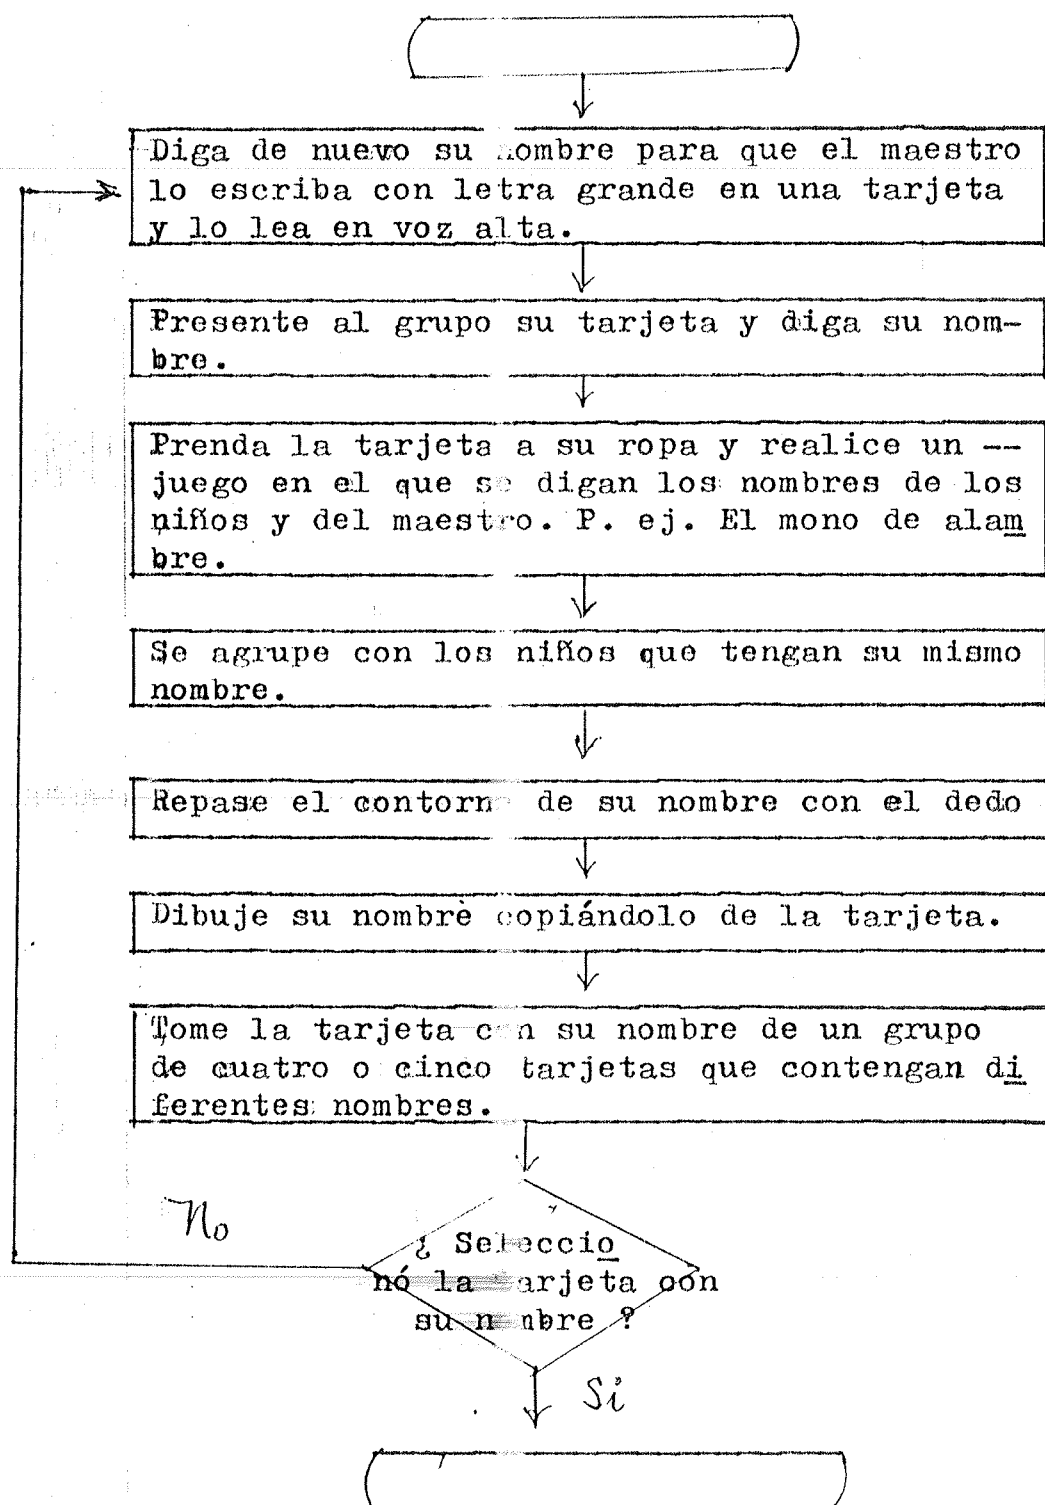 Diga de nuevo su nombre para que el maestro
lo escriba con letra grande en una tarjeta
y lo lea en voz alta.
Presente al grupo su tarjeta y diga su nom-
bre.
Prenda la tarjeta a su ropa y realice un --
juego en el que se digan los nombres de los
niños y del maestro. P. ej. El mono de alam
bre.
Se agrupe con los niños que tengan su mismo
nombre.
Repase el contorno de su nombre con el dedo
Dibuje su nombre copiándolo de la tarjeta.
Tome la tarjeta con su nombre de un grupo
de cuatro o cinco tarjetas que contengan di
ferentes nombres.
No
¿ Seleccio
nó la tarjeta con
su nombre ?
Si